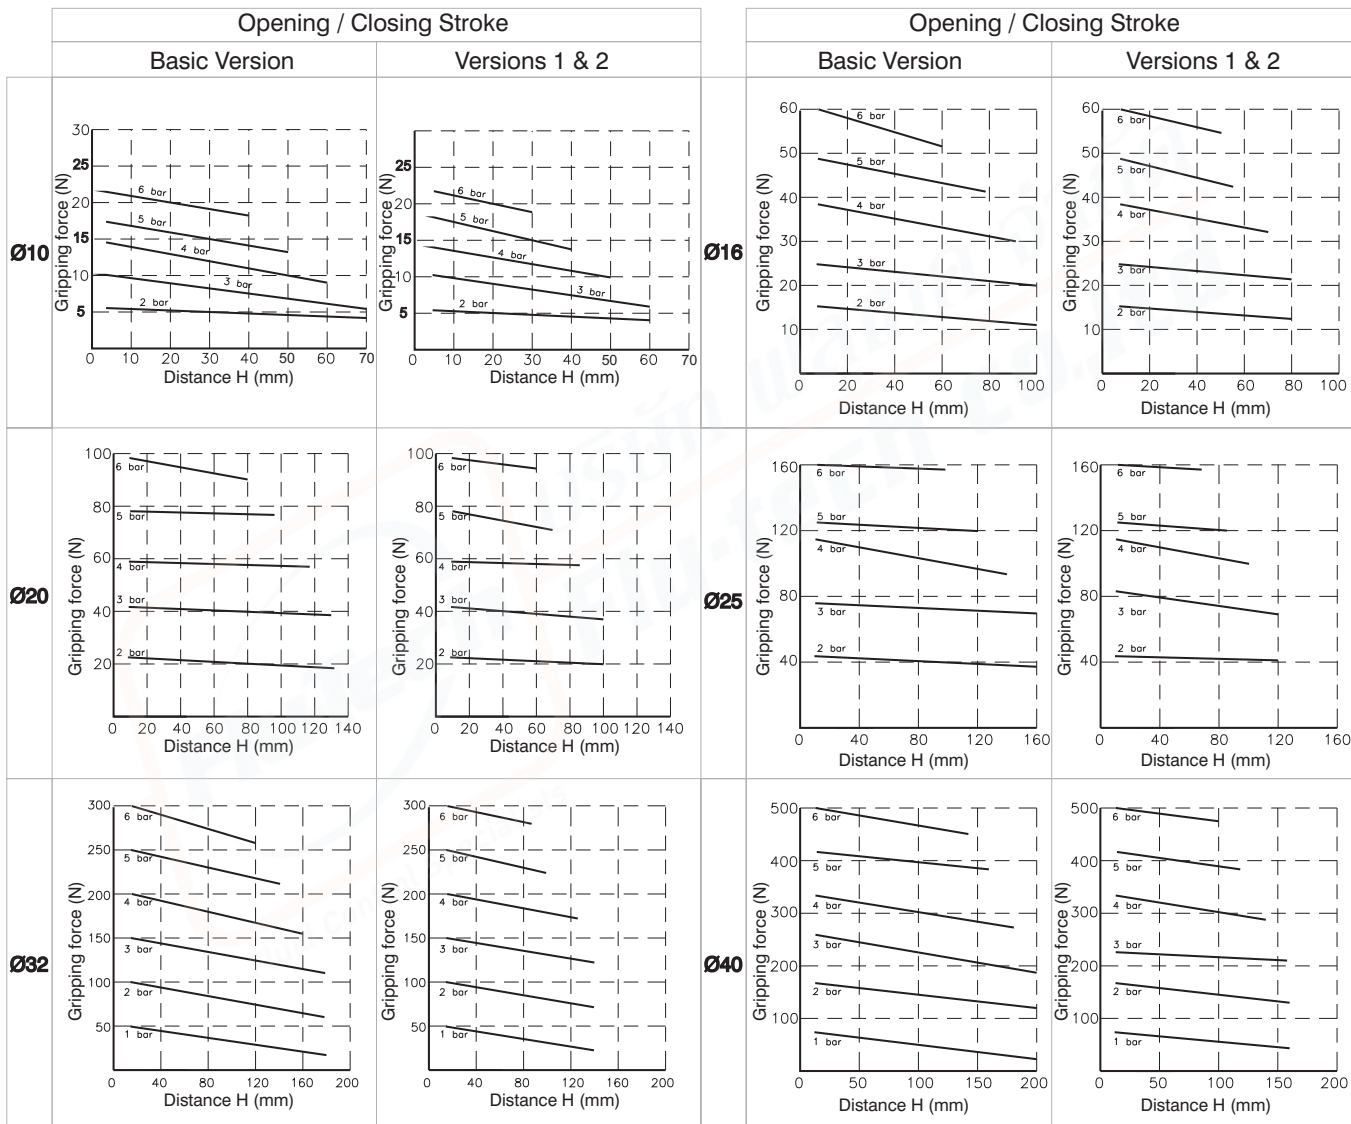 Opening / Closing Stroke
Opening / Closing Stroke
Basic Version
Versions 1 & 2
Basic Version
Versions 1 & 2
Ø10
Gripping force (N)
30
25
20
15
10
5
6 bar
5 bar
4 bar
3 bar
2 bar
0 10 20 30 40 50 60 70
Distance H (mm)
Gripping force (N)
25
20
15
10
5
6 bar
5 bar
4 bar
3 bar
2 bar
0 10 20 30 40 50 60 70
Distance H (mm)
Ø16
Gripping force (N)
60
50
40
30
20
10
6 bar
5 bar
4 bar
3 bar
2 bar
0 20 40 60 80 100
Distance H (mm)
Gripping force (N)
60
50
40
30
20
10
6 bar
5 bar
4 bar
3 bar
2 bar
0 20 40 60 80 100
Distance H (mm)
Ø20
Gripping force (N)
100
80
60
40
20
6 bar
5 bar
4 bar
3 bar
2 bar
0 20 40 60 80 100 120 140
Distance H (mm)
Gripping force (N)
100
80
60
40
20
6 bar
5 bar
4 bar
3 bar
2 bar
0 20 40 60 80 100 120 140
Distance H (mm)
Ø25
Gripping force (N)
160
120
80
40
6 bar
5 bar
4 bar
3 bar
2 bar
0 40 80 120 160
Distance H (mm)
Gripping force (N)
160
120
80
40
6 bar
5 bar
4 bar
3 bar
2 bar
0 40 80 120 160
Distance H (mm)
Ø32
Gripping force (N)
300
250
200
150
100
50
6 bar
5 bar
4 bar
3 bar
2 bar
1 bar
0 40 80 120 160 200
Distance H (mm)
Gripping force (N)
300
250
200
150
100
50
6 bar
5 bar
4 bar
3 bar
2 bar
1 bar
0 40 80 120 160 200
Distance H (mm)
Ø40
Gripping force (N)
500
400
300
200
100
6 bar
5 bar
4 bar
3 bar
2 bar
1 bar
0 50 100 150 200
Distance H (mm)
Gripping force (N)
500
400
300
200
100
6 bar
5 bar
4 bar
3 bar
2 bar
1 bar
0 50 100 150 200
Distance H (mm)